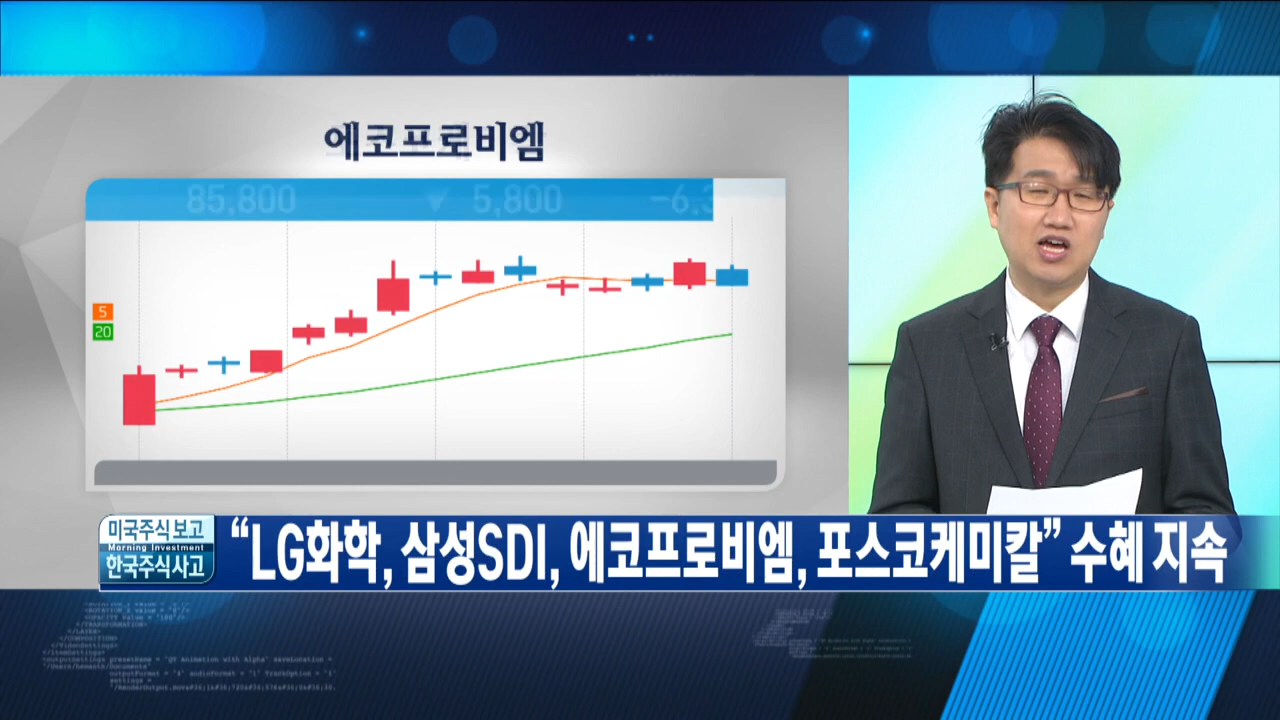 에코프로비엠
85,800 ▼ 5,800 -6.3
5
20
미국주식 보고
Morning Investment
한국주식사고
“LG화학, 삼성SDI, 에코프로비엠, 포스코케미칼” 수혜 지속